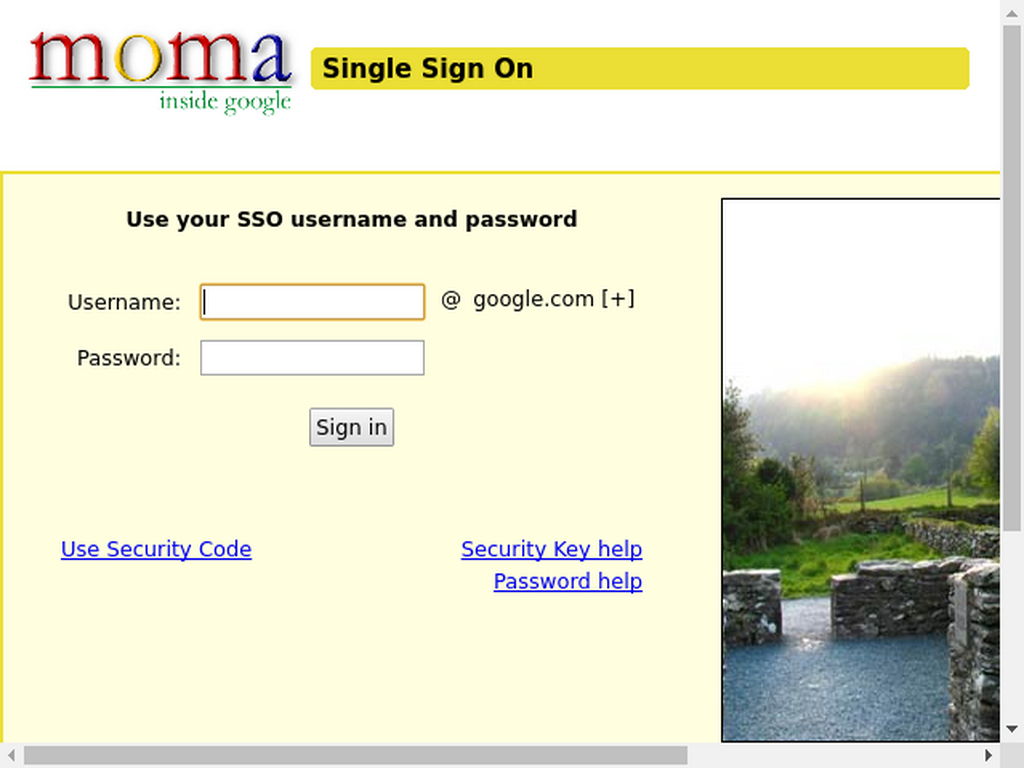 moma
inside google
Single Sign On
Use your SSO username and password
Username:
@ google.com [+]
Password:
Sign in
Use Security Code
Security Key help
Password help